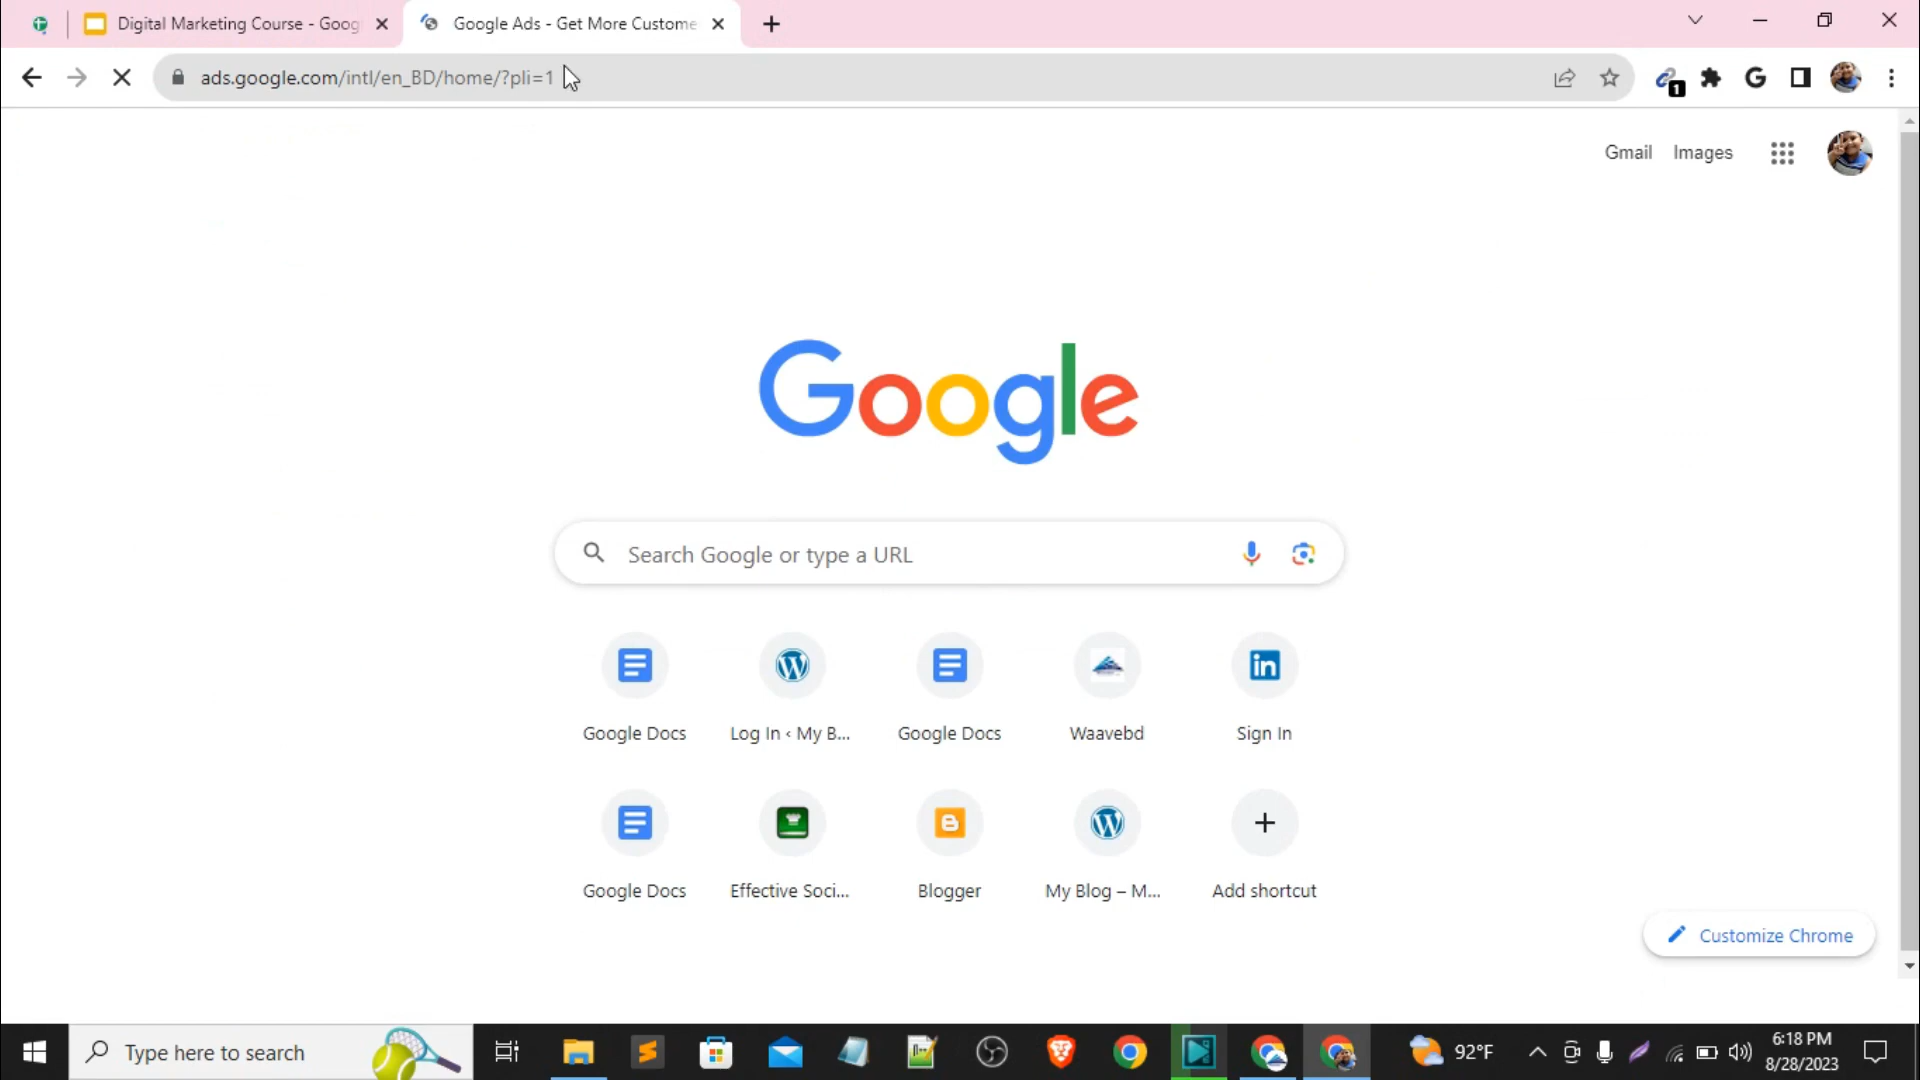 Digital Marketing Course - Goog
Google Ads - Get More Custome
ads.google.com/intl/en_BD/home/?pli=1
1
Gmail Images
Google
Search Google or type a URL
Google Docs
Log In ‹ My B...
Google Docs
Waavebd
Sign In
Google Docs
Effective Soci...
Blogger
My Blog – M...
Add shortcut
Customize Chrome
Type here to search
92°F
6:18 PM
8/28/2023